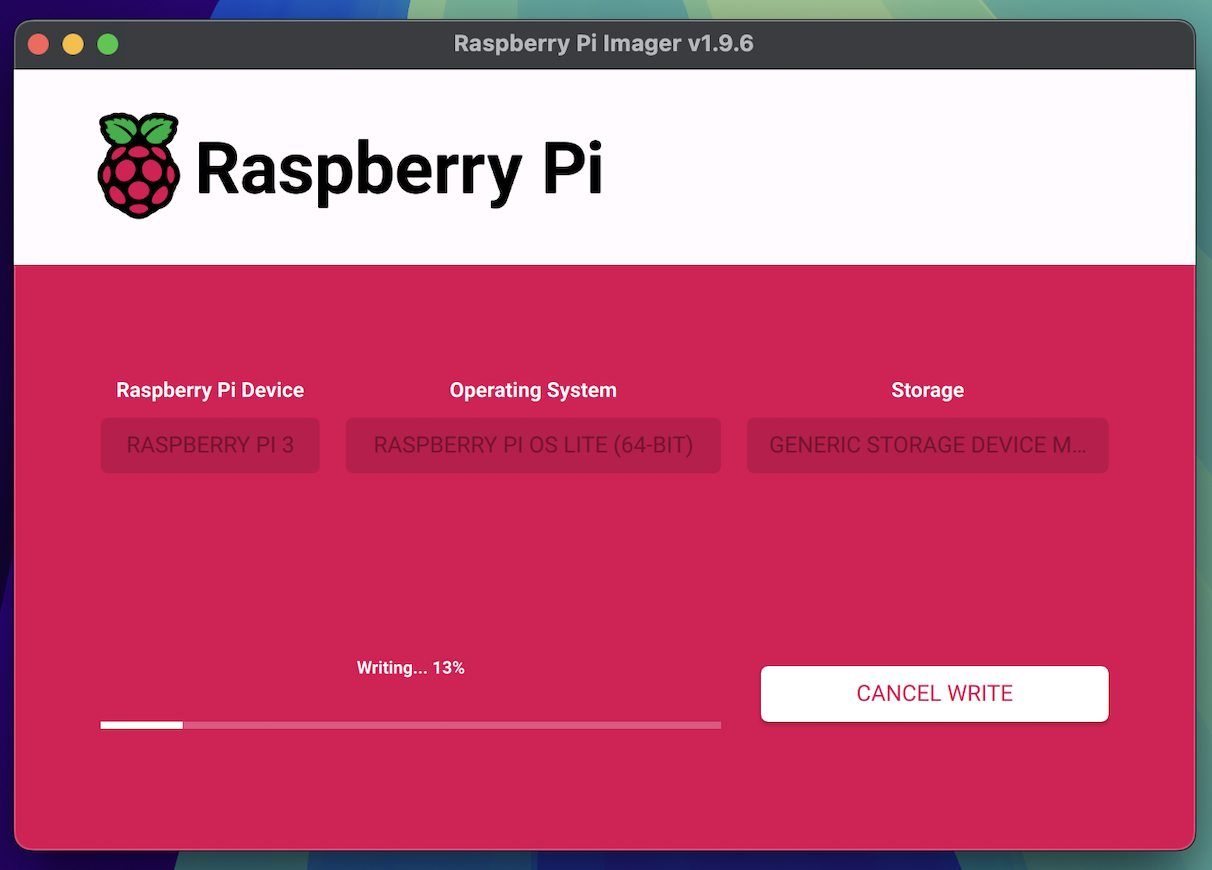 Raspberry Pi Imager v1.9.6
Raspberry Pi
Raspberry Pi Device
Operating System
Storage
RASPBERRY PI 3
RASPBERRY PI OS LITE (64-BIT)
GENERIC STORAGE DEVICE M...
Writing... 13%
CANCEL WRITE